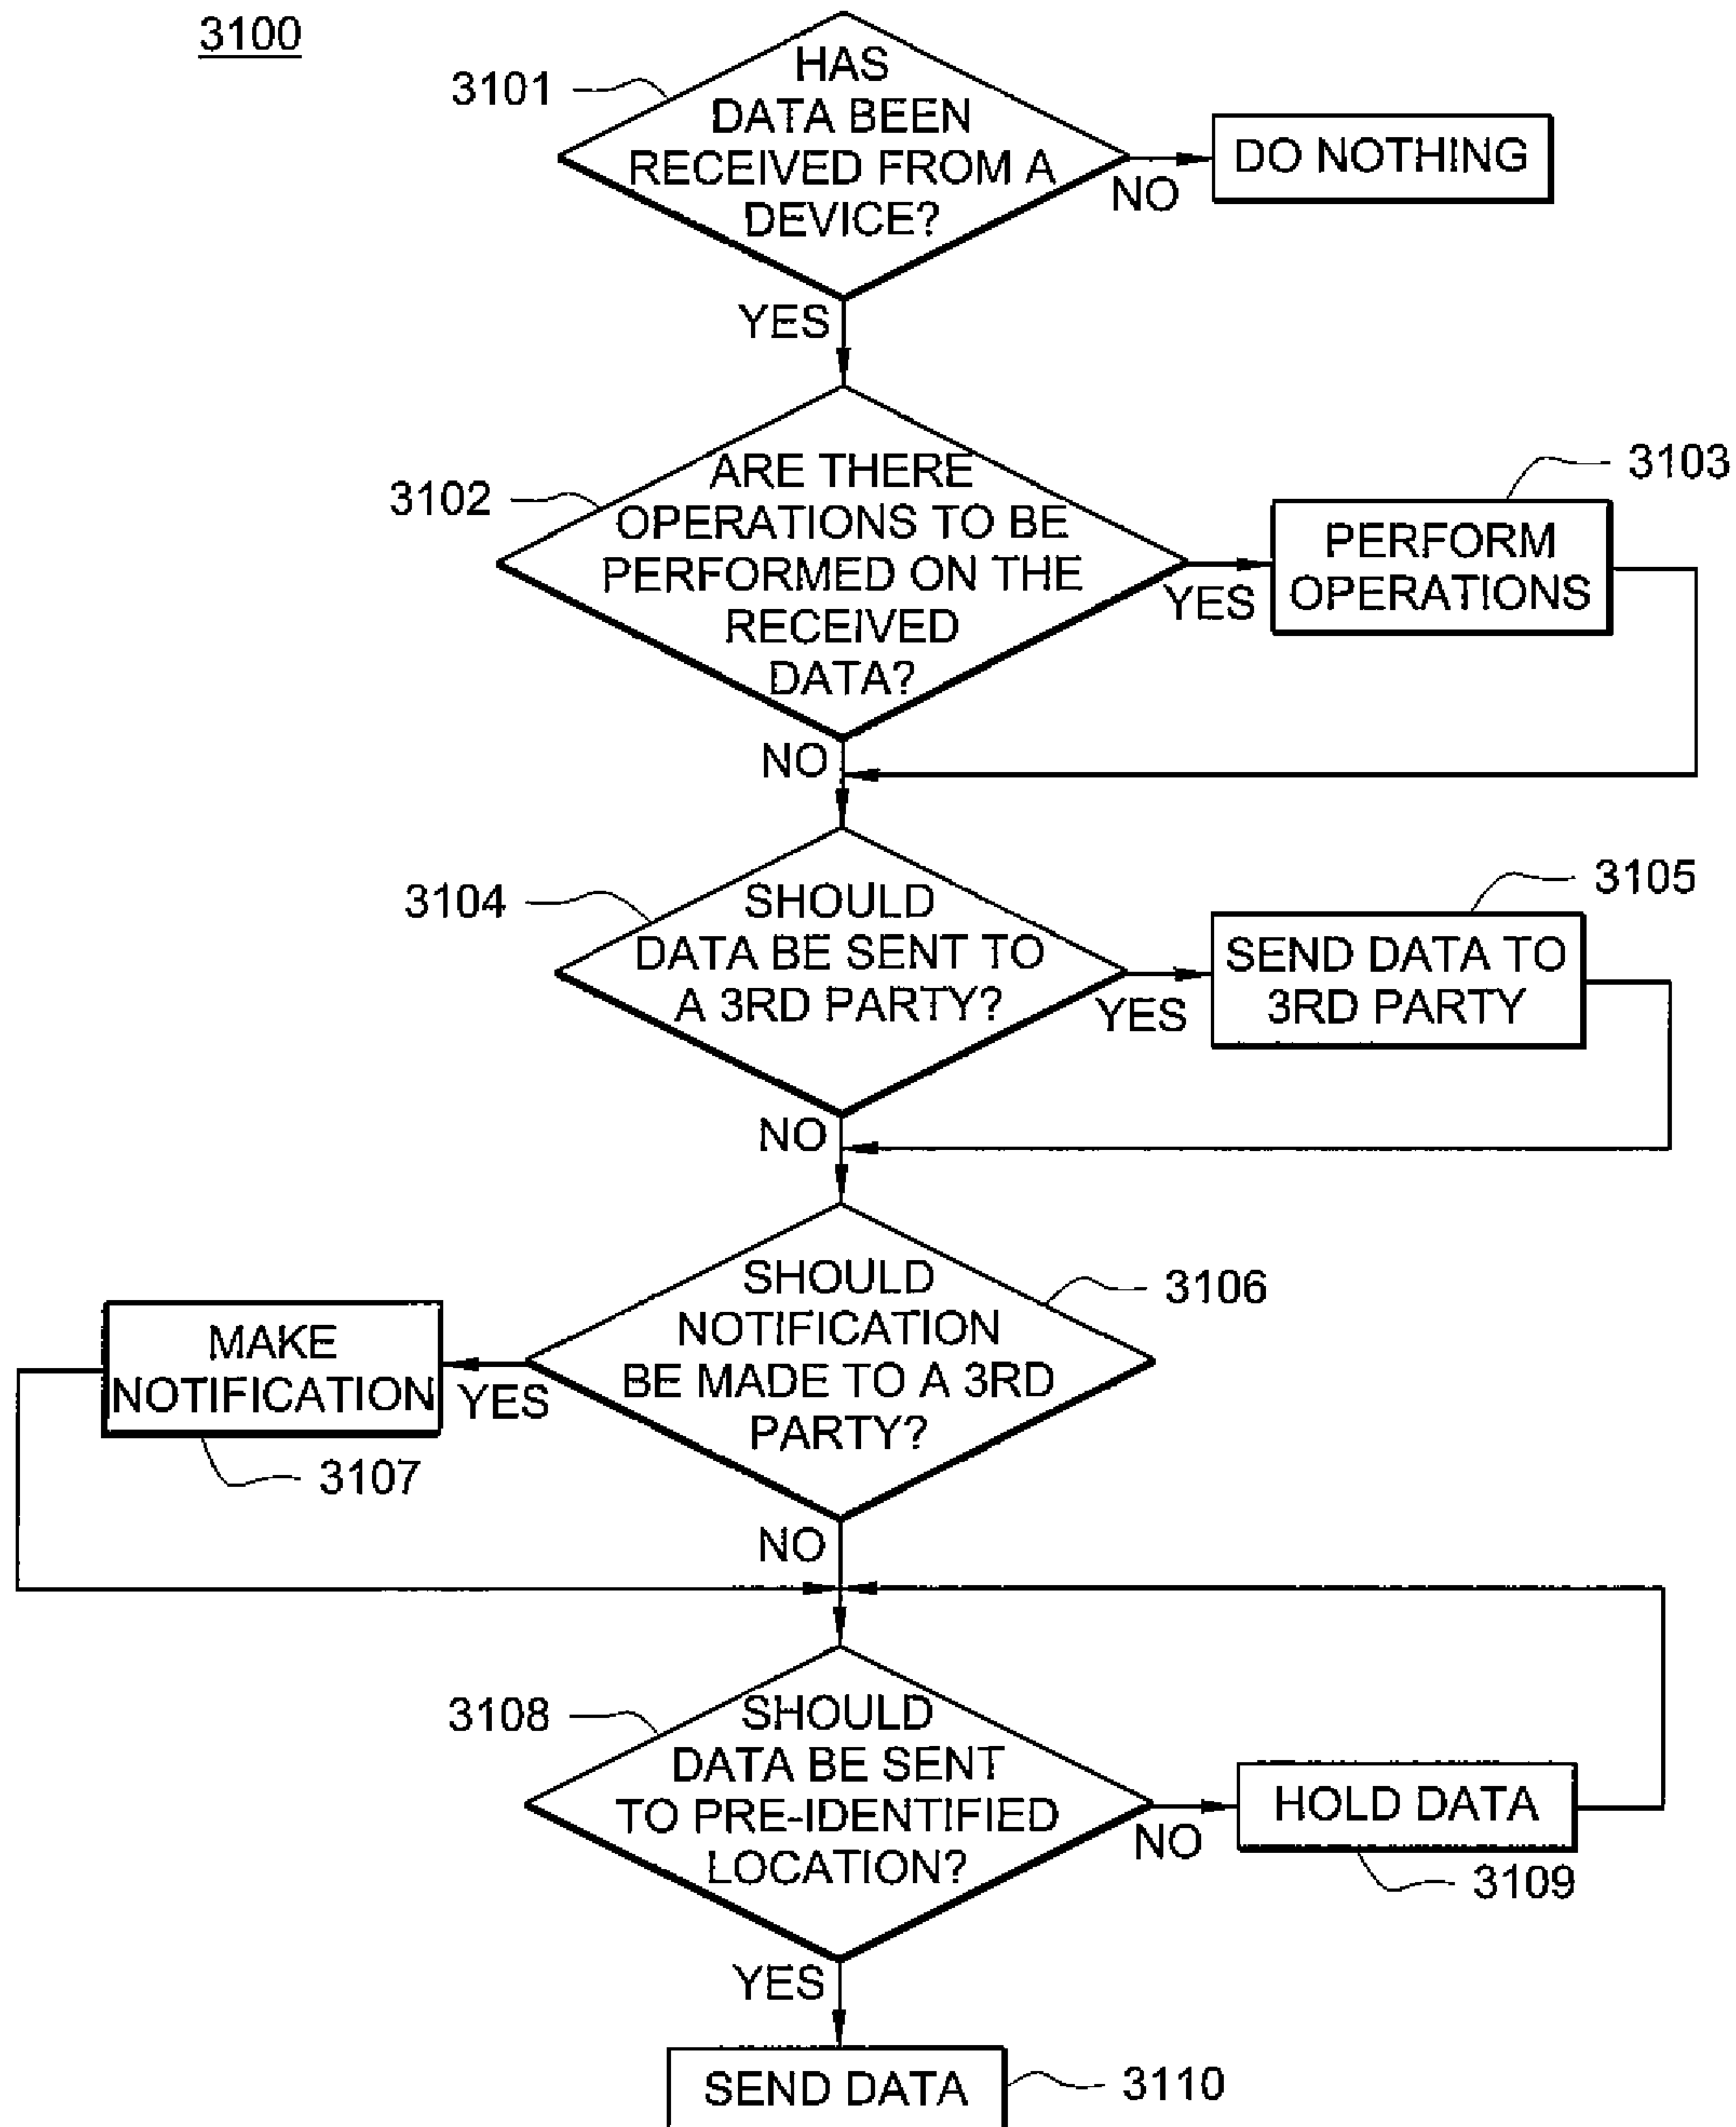 3100
3101
HAS
DATA BEEN
RECEIVED FROM A
DEVICE?
NO
DO NOTHING
YES
3102
ARE THERE
OPERATIONS TO BE
PERFORMED ON THE
RECEIVED
DATA?
YES
3103
PERFORM
OPERATIONS
NO
3104
SHOULD
DATA BE SENT TO
A 3RD PARTY?
YES
3105
SEND DATA TO
3RD PARTY
NO
3106
SHOULD
NOTIFICATION
BE MADE TO A 3RD
PARTY?
YES
MAKE
NOTIFICATION
3107
NO
3108
SHOULD
DATA BE SENT
TO PRE-IDENTIFIED
LOCATION?
NO
HOLD DATA
3109
YES
SEND DATA
3110